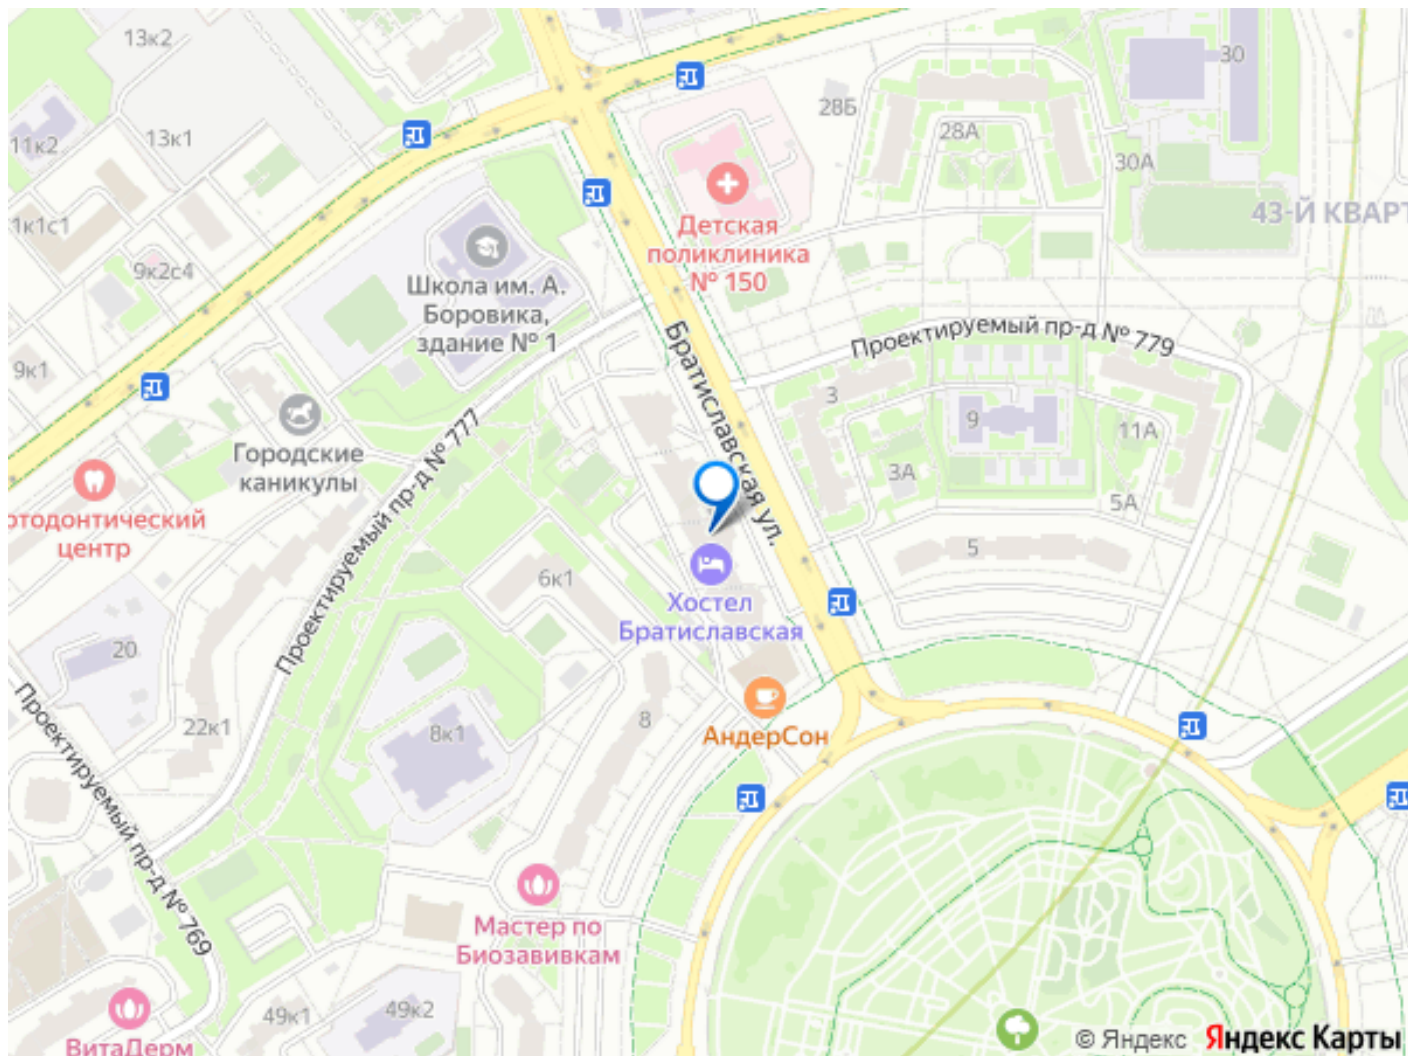 13к2
30
28Б
11к2
13к1
28А
30А
1к1с1
43-Й КВАРТ
Детская
поликлиника
№ 150
9к2с4
Школа им. А.
Боровика,
здание № 1
Братиславская ул.
Проектируемый пр-д № 779
9к1
3
9
11А
Городские
каникулы
Проектируемый пр-д № 777
3А
5А
ртодонтический
центр
5
6к1
Хостел
Братиславская
20
Проектируемый пр-д № 769
22к1
8к1
8
АндерСон
Мастер по
Биозавивкам
49к1
49к2
ВитаДерм
© Яндекс Яндекс Карты